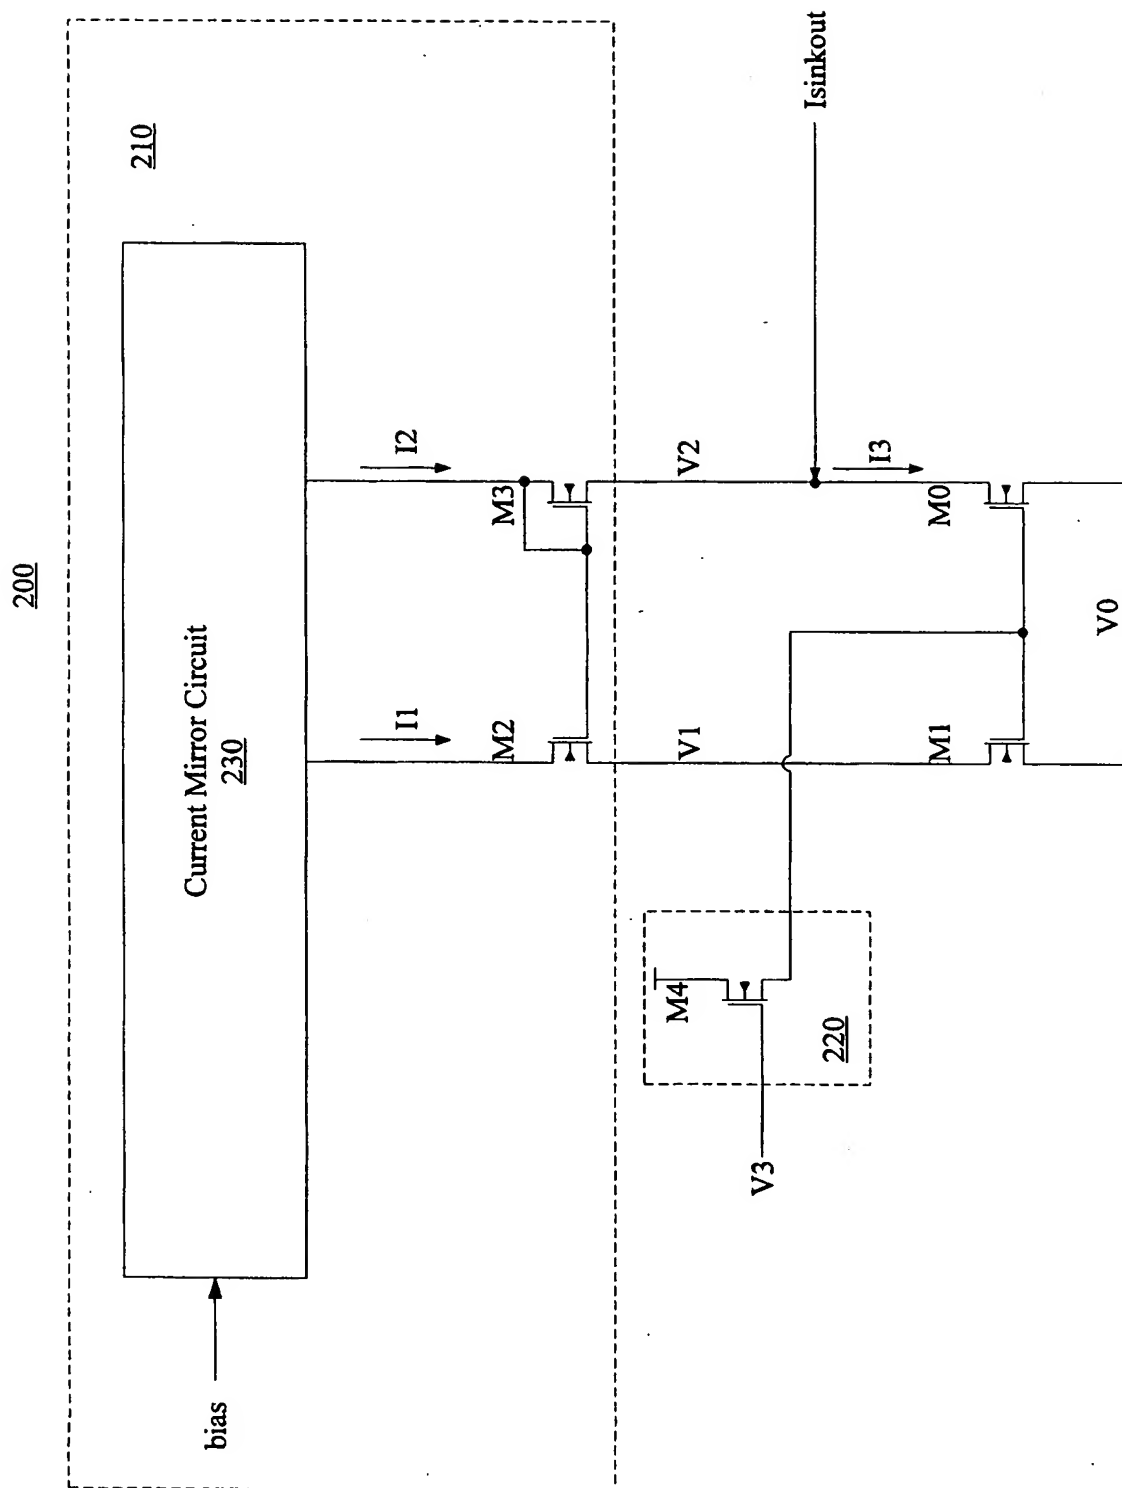 200
210
bias
Current Mirror Circuit
230
I1
I2
M2
M3
V1
V2
Isinkout
I3
M4
220
V3
M1
M0
V0